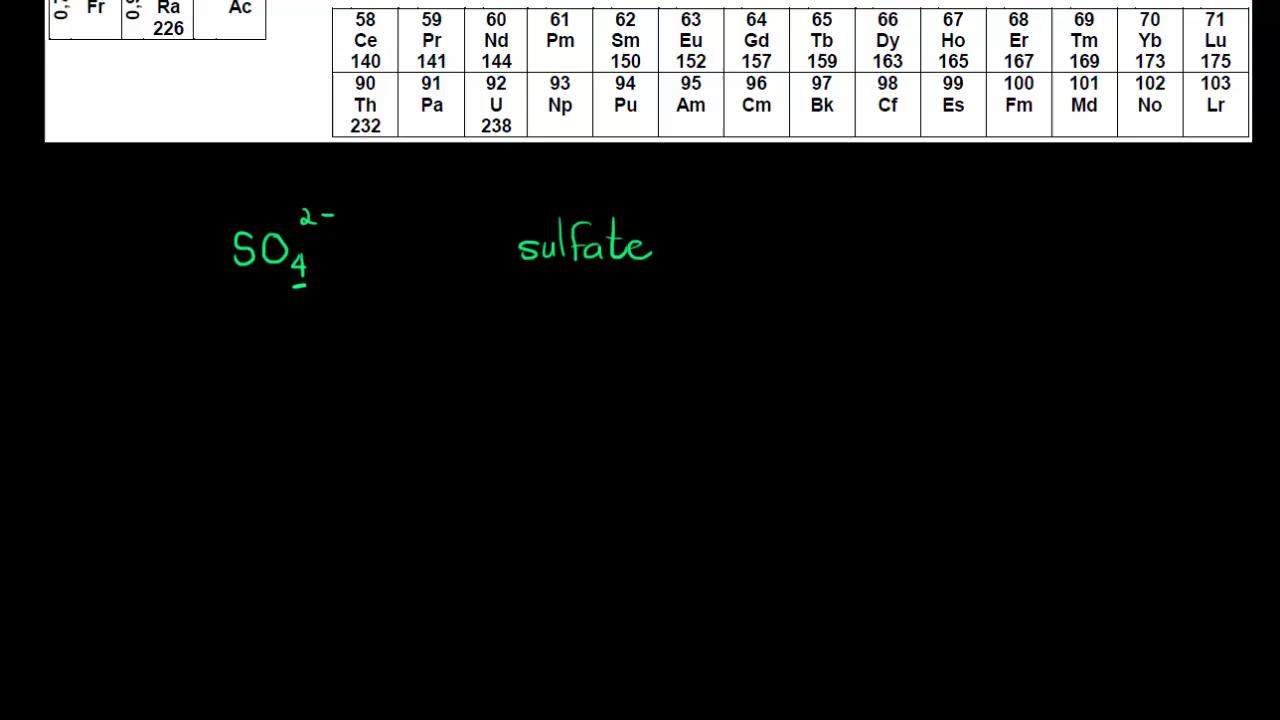 Fr Ra Ac
226
58 59 60 61 62 63 64 65 66 67 68 69 70 71
Ce Pr Nd Pm Sm Eu Gd Tb Dy Ho Er Tm Yb Lu
140 141 144 150 152 157 159 163 165 167 169 173 175
90 91 92 93 94 95 96 97 98 99 100 101 102 103
Th Pa U Np Pu Am Cm Bk Cf Es Fm Md No Lr
232 238
SO₄²⁻ sulfate